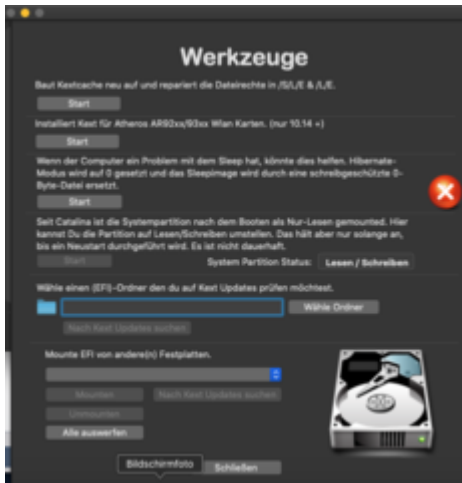 Werkzeuge
Baut Kextcache neu auf und repariert die Dateirechte in /S/L/E & /L/E.
Start
Installiert Kext für Atheros AR92xx/93xx Wlan Karten. (nur 10.14 +)
Start
Wenn der Computer ein Problem mit dem Sleep hat, könnte dies helfen. Hibernate-
Modus wird auf 0 gesetzt und das Sleepimage wird durch eine schreibgeschützte 0-
Byte-Datei ersetzt.
Start
Seit Catalina ist die Systempartition nach dem Booten als Nur-Lesen gemounted. Hier
kannst Du die Partition auf Lesen/Schreiben umstellen. Das hält aber nur solange an,
bis ein Neustart durchgeführt wird. Es ist nicht dauerhaft.
Start
System Partition Status:
Lesen / Schreiben
Wähle einen (EFI)-Ordner den du auf Kext Updates prüfen möchtest.
Wähle Ordner
Nach Kext Updates suchen
Mounte EFI von andere(n) Festplatten.
Mounten
Nach Kext Updates suchen
Unmounten
Alle auswerfen
Bildschirmfoto
Schließen